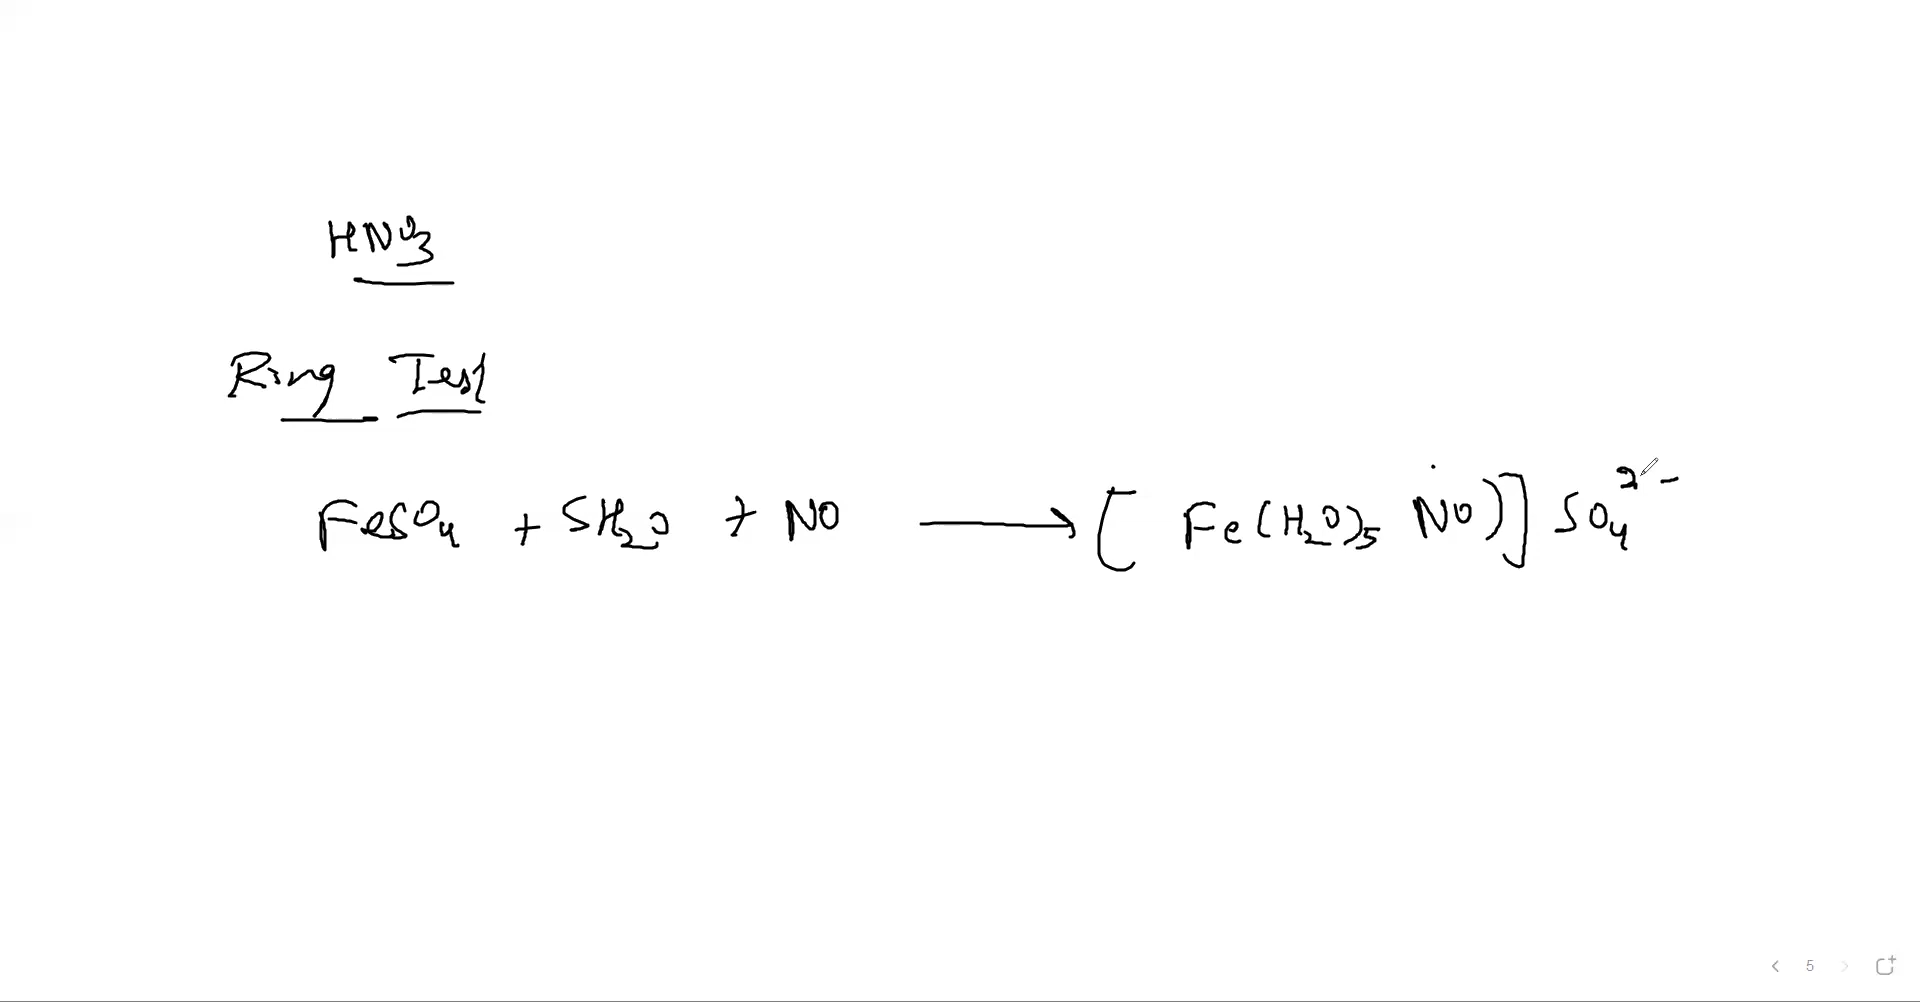 HNO3
Ring Test
FeSO4 + 5H2O + NO ⟶ [Fe(H2O)5 NO)] SO4^2-
5